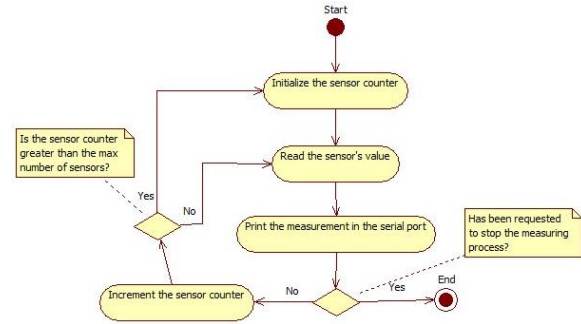 Start
Initialize the sensor counter
Is the sensor counter
greater than the max
number of sensors?
Read the sensor's value
Yes
No
Print the measurement in the serial port
Has been requested
to stop the measuring
process?
Increment the sensor counter
No
Yes
End